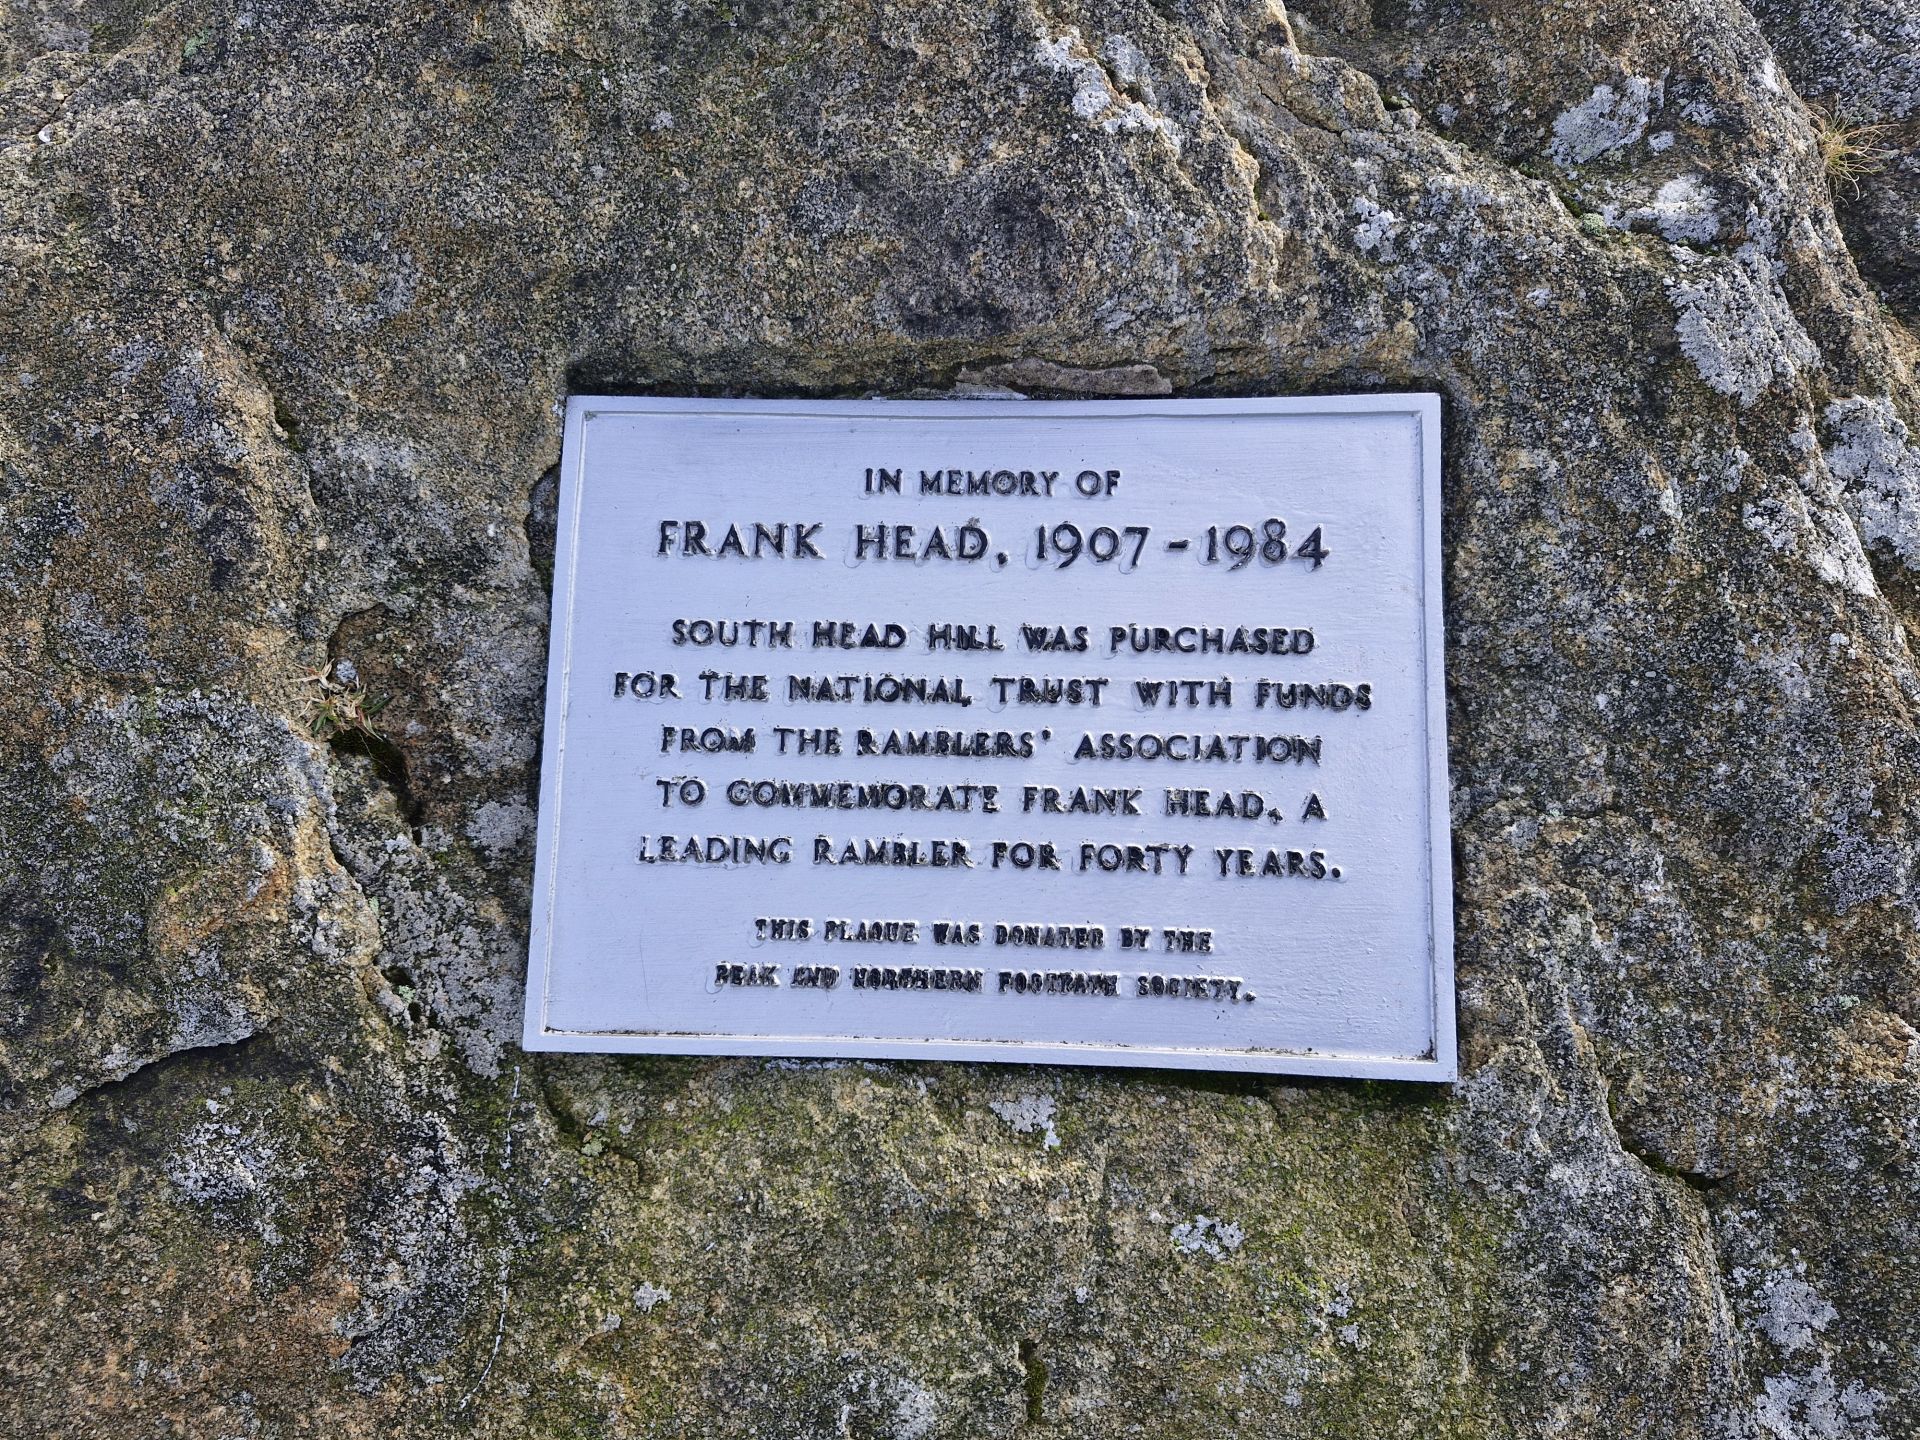 IN MEMORY OF
FRANK HEAD, 1907 - 1984
SOUTH HEAD HILL WAS PURCHASED
FOR THE NATIONAL TRUST WITH FUNDS
FROM THE RAMBLERS' ASSOCIATION
TO COMMEMORATE FRANK HEAD, A
LEADING RAMBLER FOR FORTY YEARS.
THIS PLAQUE WAS DONATED BY THE
PEAK AND NORTHERN FOOTPATH SOCIETY.